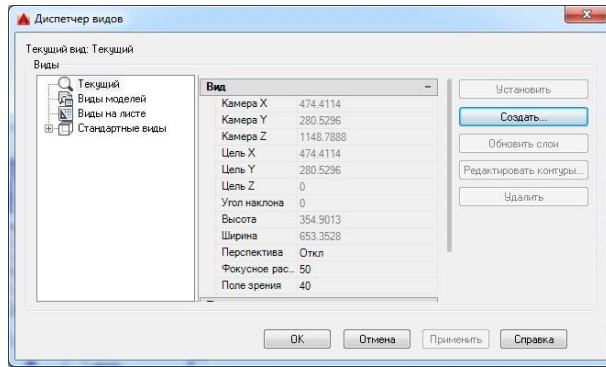 Диспетчер видов
Текущий вид: Текущий
Виды
Текущий
Виды моделей
Виды на листе
Стандартные виды
Вид
Камера X 474.4114
Камера Y 280.5296
Камера Z 1148.7888
Цель X 474.4114
Цель Y 280.5296
Цель Z 0
Угол наклона 0
Высота 354.9013
Ширина 653.3528
Перспектива Откл
Фокусное рас... 50
Поле зрения 40
Установить
Создать...
Обновить слои
Редактировать контуры...
Удалить
OK Отмена Применить Справка